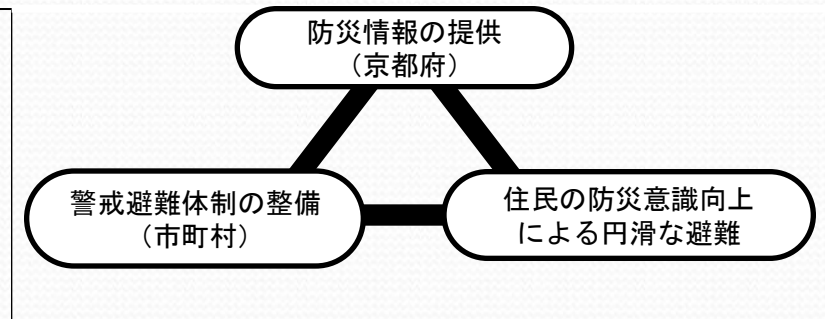 防災情報の提供
（京都府）
警戒避難体制の整備
（市町村）
住民の防災意識向上
による円滑な避難